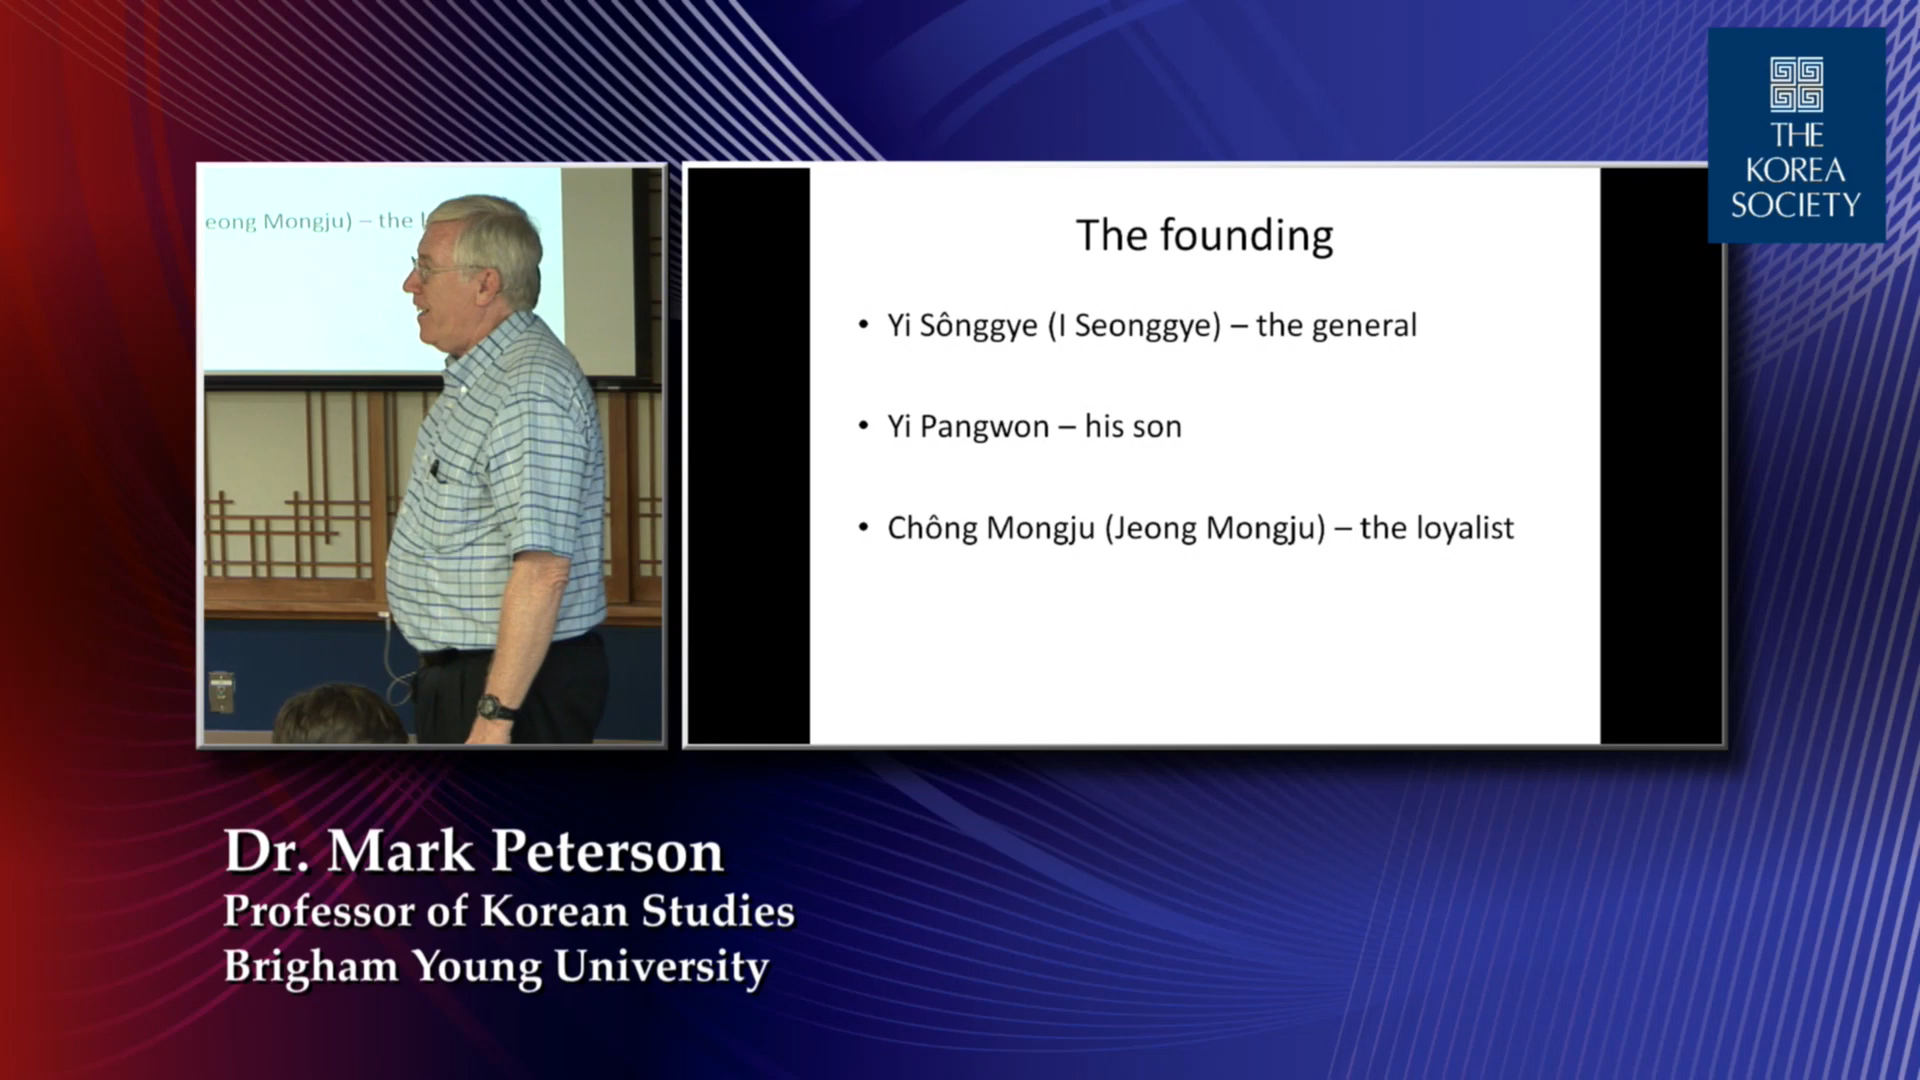 THE
KOREA
SOCIETY
eong Mongju) – the l
The founding
• Yi Sônggye (I Seonggye) – the general
• Yi Pangwon – his son
• Chông Mongju (Jeong Mongju) – the loyalist
Dr. Mark Peterson
Professor of Korean Studies
Brigham Young University